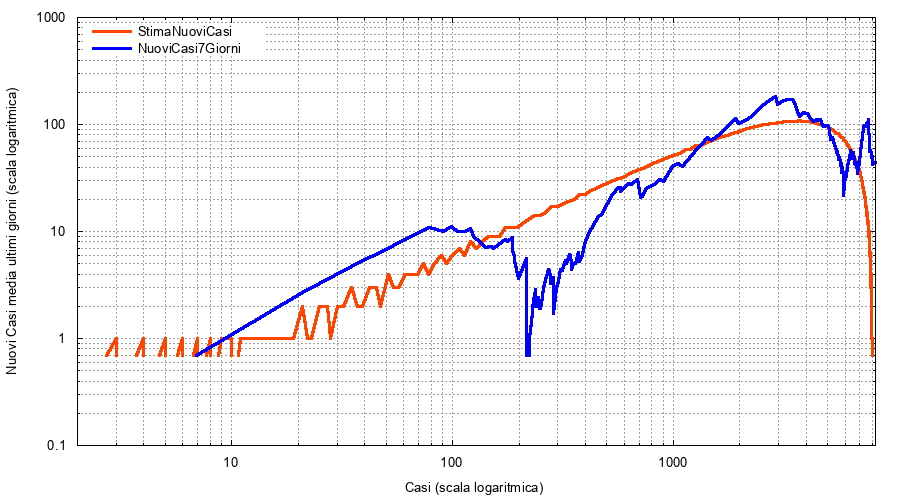 1000
100
10
1
0.1
Nuovi Casi media ultimi giorni (scala logaritmica)
StimaNuoviCasi
NuoviCasi7Giorni
10
100
1000
Casi (scala logaritmica)